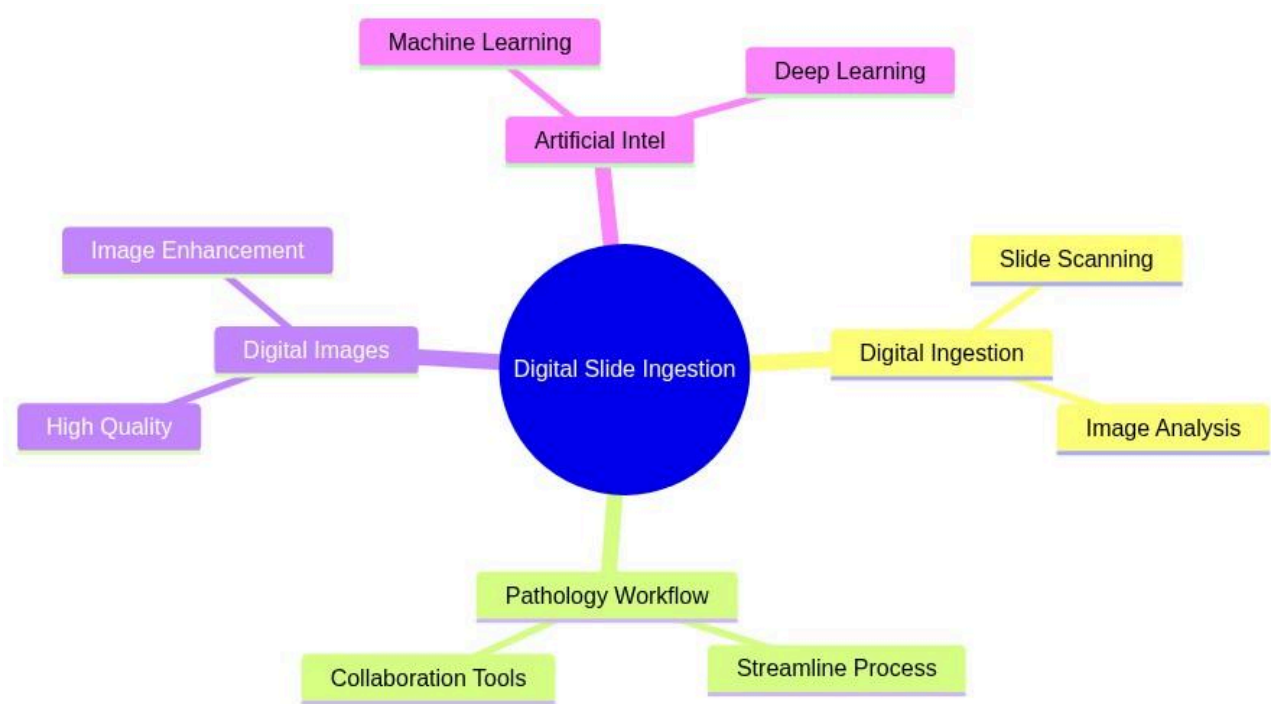 Machine Learning
Deep Learning
Artificial Intel
Image Enhancement
Slide Scanning
Digital Images
Digital Slide Ingestion
Digital Ingestion
High Quality
Image Analysis
Pathology Workflow
Collaboration Tools
Streamline Process